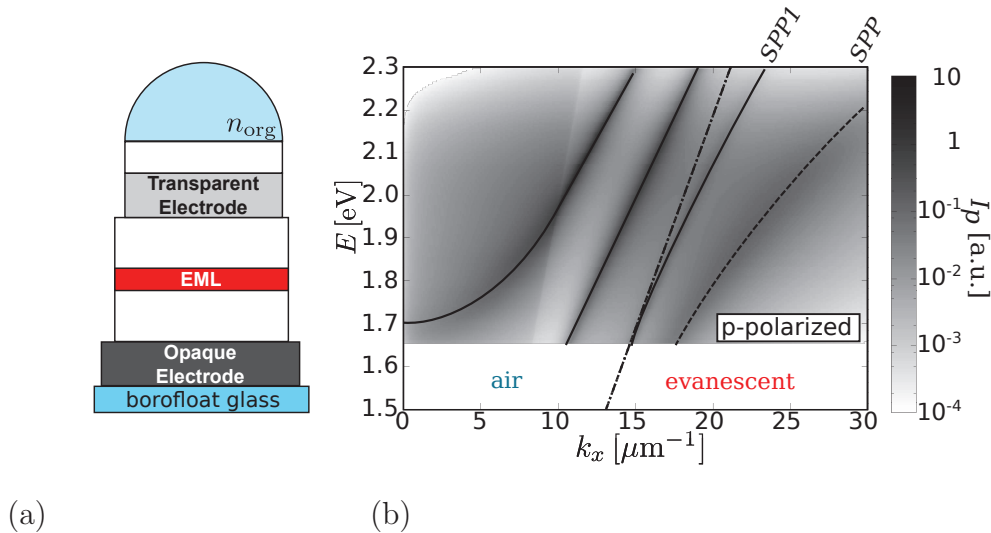 n_org
Transparent
Electrode
EML
Opaque
Electrode
borofloat glass
(a)
SPP1
SPP
2.3
2.2
2.1
2.0
1.9
1.8
1.7
1.6
1.5
E [eV]
p-polarized
air
evanescent
0 5 10 15 20 25 30
k_x [μm⁻¹]
10
1
10⁻¹
10⁻²
10⁻³
10⁻⁴
I_p [a.u.]
(b)